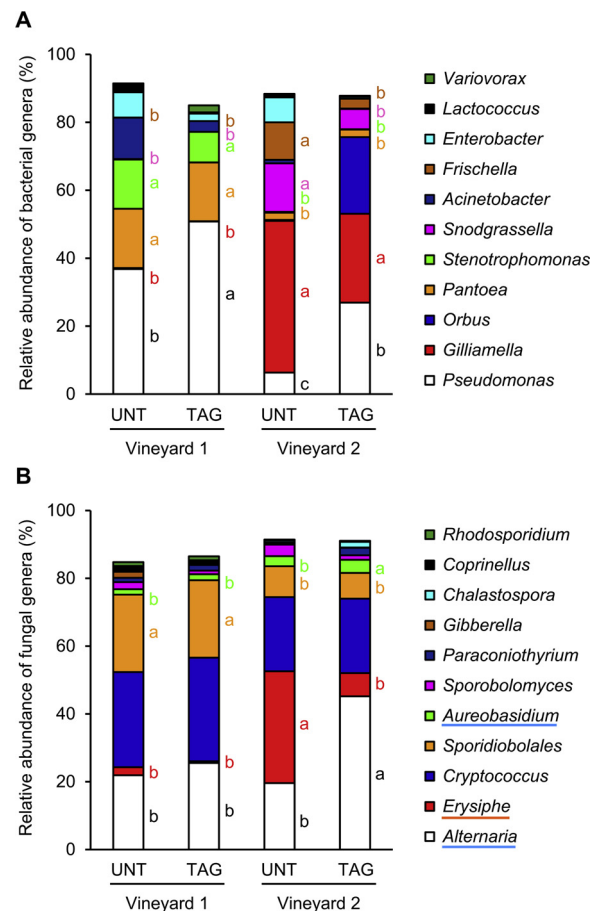 A
Relative abundance of bacterial genera (%)
100
80
60
40
20
0
b
b
a
a
b
b
b
b
a
a
b
a
a
a
b
b
a
c
b
b
b
b
a
b
UNT
TAG
UNT
TAG
Vineyard 1
Vineyard 2
Variovorax
Lactococcus
Enterobacter
Frischella
Acinetobacter
Snodgrassella
Stenotrophomonas
Pantoea
Orbus
Gilliamella
Pseudomonas
B
Relative abundance of fungal genera (%)
100
80
60
40
20
0
b
a
b
b
b
a
b
b
b
b
a
b
a
b
b
a
UNT
TAG
UNT
TAG
Vineyard 1
Vineyard 2
Rhodosporidium
Coprinellus
Chalastospora
Gibberella
Paraconiothyrium
Sporobolomyces
Aureobasidium
Sporidiobolales
Cryptococcus
Erysiphe
Alternaria